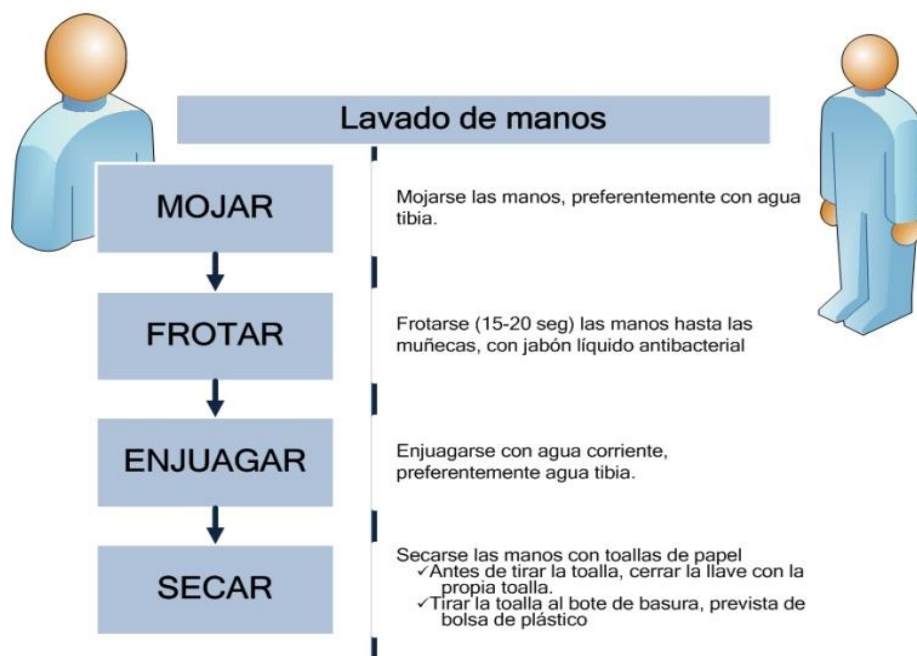 Lavado de manos
MOJAR
Mojarse las manos, preferentemente con agua
tibia.
FROTAR
Frotarse (15-20 seg) las manos hasta las
muñecas, con jabón líquido antibacterial
ENJUAGAR
Enjuagarse con agua corriente,
preferentemente agua tibia.
SECAR
Secarse las manos con toallas de papel
✓Antes de tirar la toalla, cerrar la llave con la
propia toalla.
✓Tirar la toalla al bote de basura, prevista de
bolsa de plástico